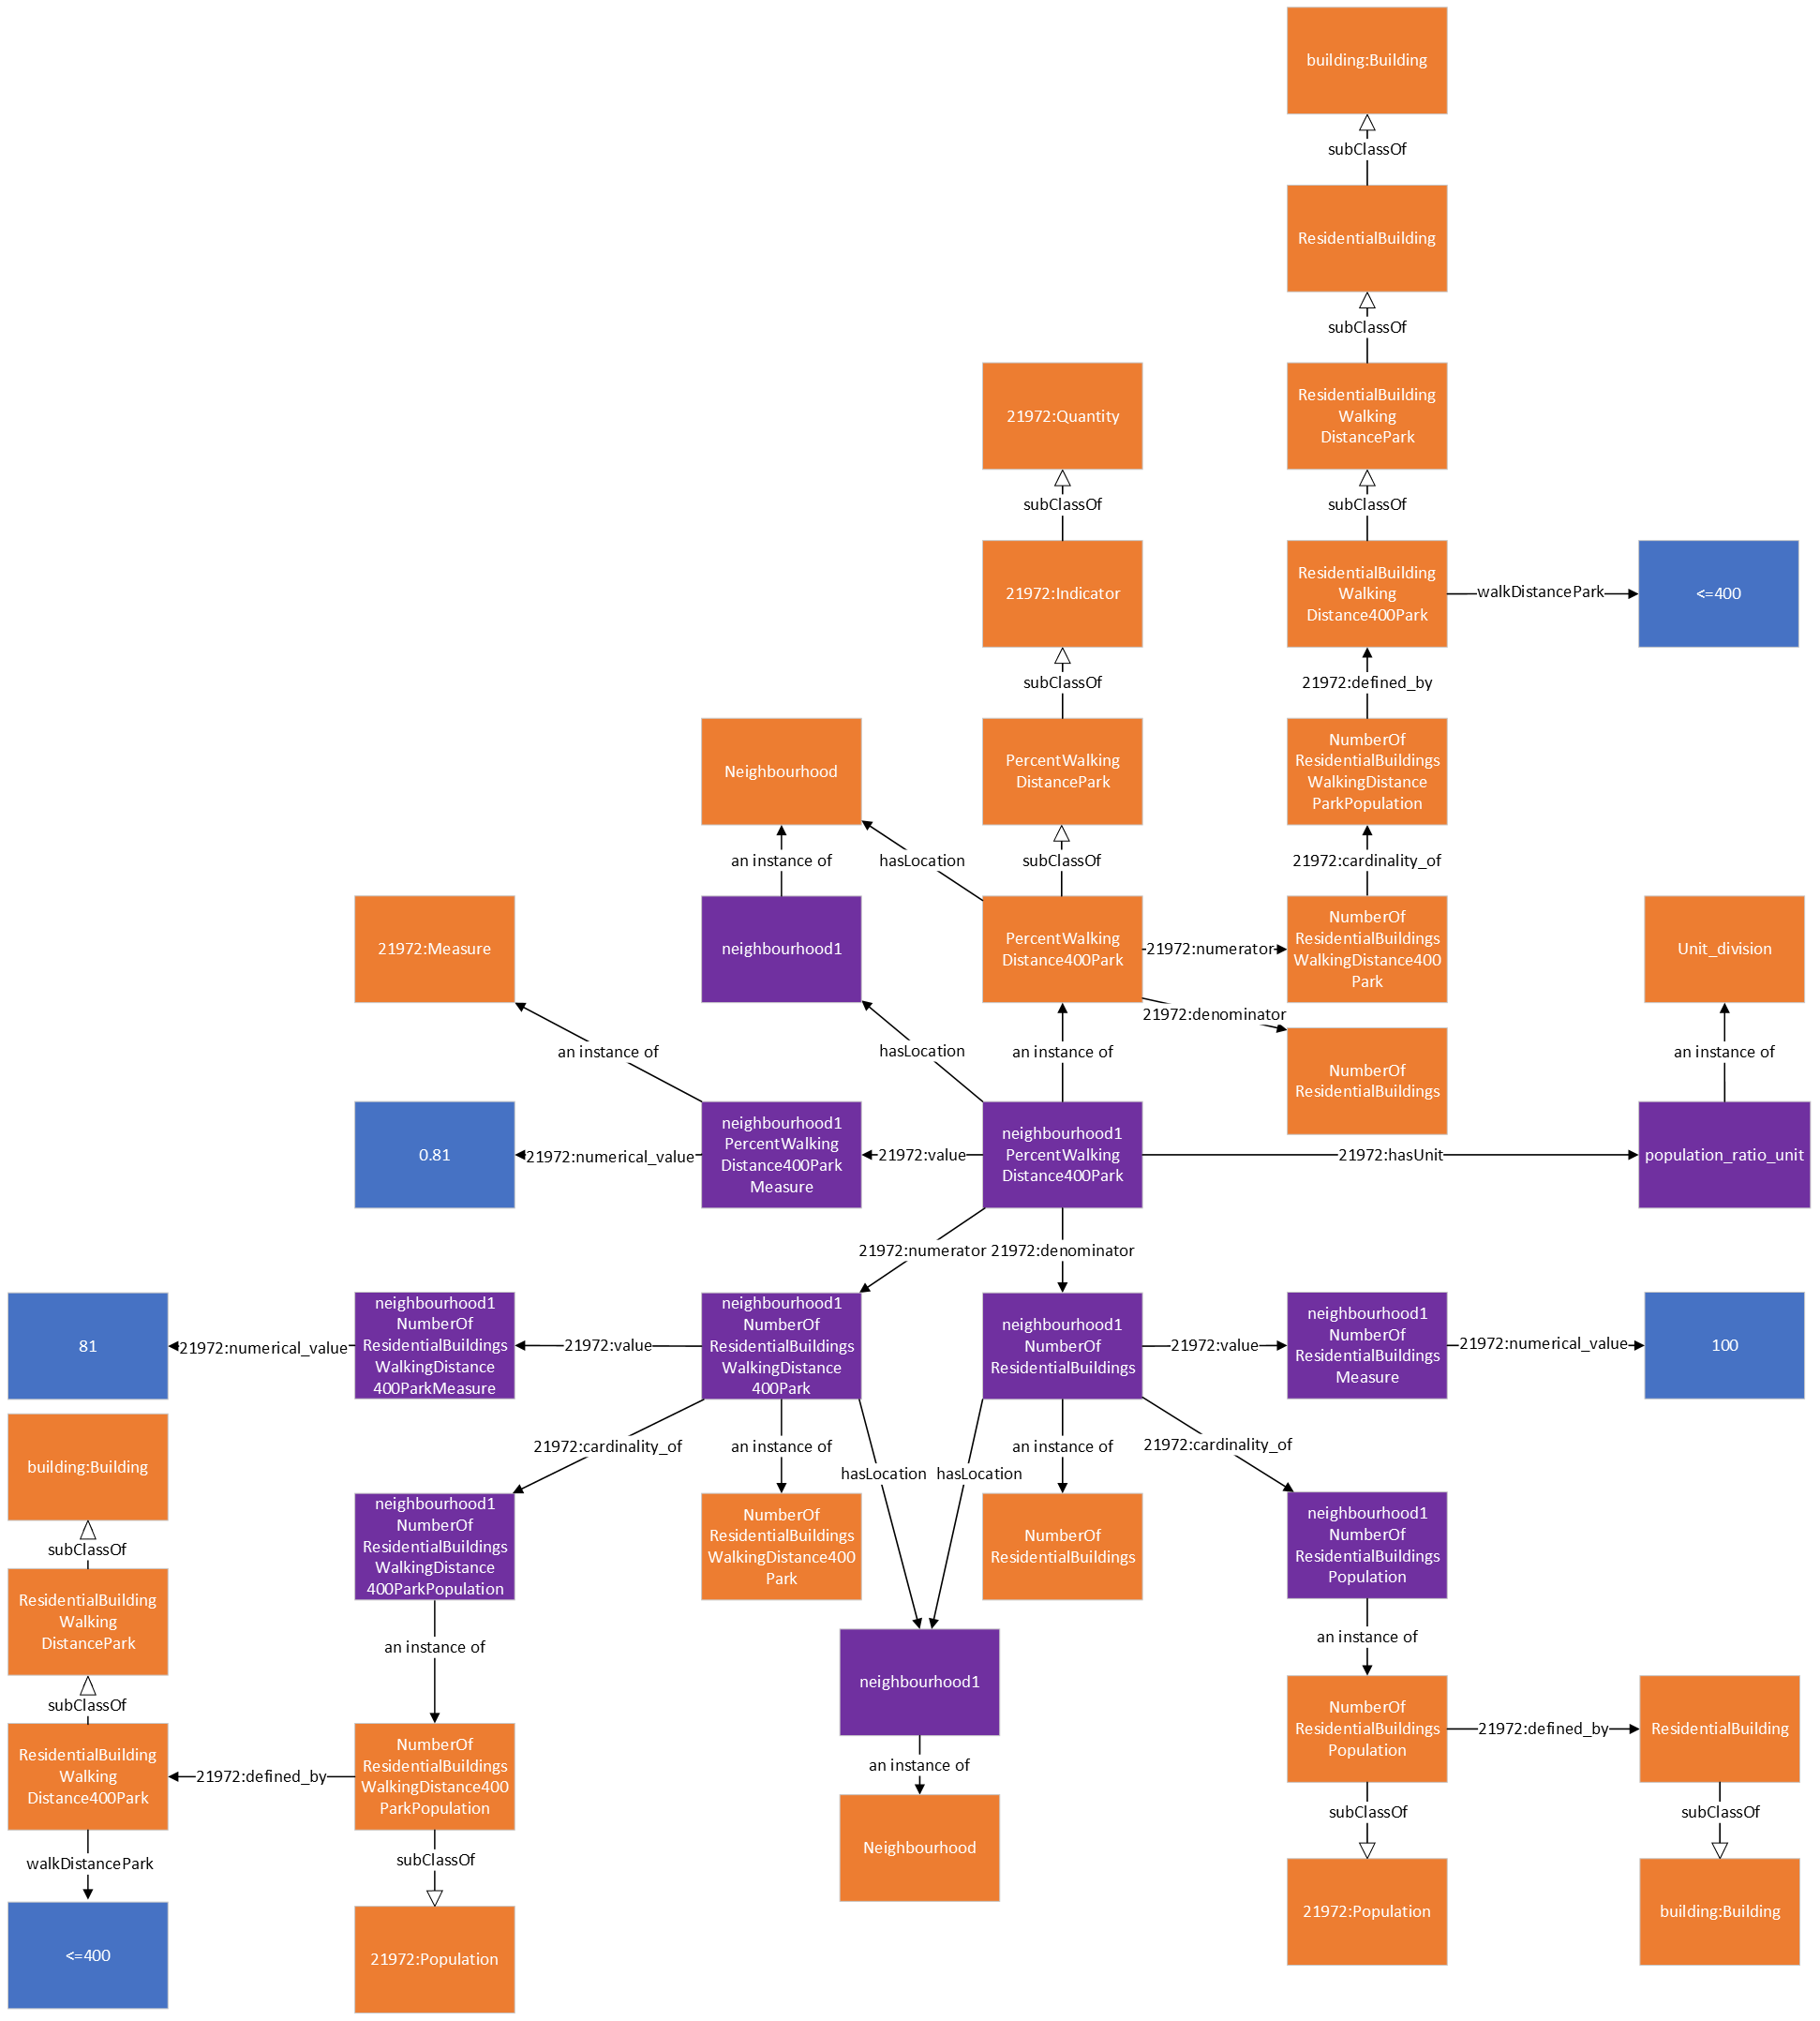 building:Building
subClassOf
ResidentialBuilding
subClassOf
ResidentialBuilding
Walking
DistancePark
21972:Quantity
subClassOf
subClassOf
21972:Indicator
ResidentialBuilding
Walking
Distance400Park
walkDistancePark
<=400
subClassOf
21972:defined_by
Neighbourhood
PercentWalking
DistancePark
NumberOf
ResidentialBuildings
WalkingDistance
ParkPopulation
an instance of
hasLocation
subClassOf
21972:cardinality_of
21972:Measure
neighbourhood1
PercentWalking
Distance400Park
21972:numerator
NumberOf
ResidentialBuildings
WalkingDistance400
Park
Unit_division
21972:denominator
an instance of
hasLocation
an instance of
NumberOf
ResidentialBuildings
an instance of
0.81
21972:numerical_value
neighbourhood1
PercentWalking
Distance400Park
Measure
21972:value
neighbourhood1
PercentWalking
Distance400Park
21972:hasUnit
population_ratio_unit
21972:numerator
21972:denominator
81
21972:numerical_value
neighbourhood1
NumberOf
ResidentialBuildings
WalkingDistance
400ParkMeasure
21972:value
neighbourhood1
NumberOf
ResidentialBuildings
WalkingDistance
400Park
neighbourhood1
NumberOf
ResidentialBuildings
21972:value
neighbourhood1
NumberOf
ResidentialBuildings
Measure
21972:numerical_value
100
building:Building
21972:cardinality_of
an instance of
hasLocation
hasLocation
an instance of
21972:cardinality_of
subClassOf
neighbourhood1
NumberOf
ResidentialBuildings
WalkingDistance
400ParkPopulation
NumberOf
ResidentialBuildings
WalkingDistance400
Park
NumberOf
ResidentialBuildings
neighbourhood1
NumberOf
ResidentialBuildings
Population
ResidentialBuilding
Walking
DistancePark
an instance of
neighbourhood1
an instance of
subClassOf
ResidentialBuilding
Walking
Distance400Park
21972:defined_by
NumberOf
ResidentialBuildings
WalkingDistance400
ParkPopulation
an instance of
NumberOf
ResidentialBuildings
Population
21972:defined_by
ResidentialBuilding
walkDistancePark
subClassOf
Neighbourhood
subClassOf
subClassOf
<=400
21972:Population
21972:Population
building:Building